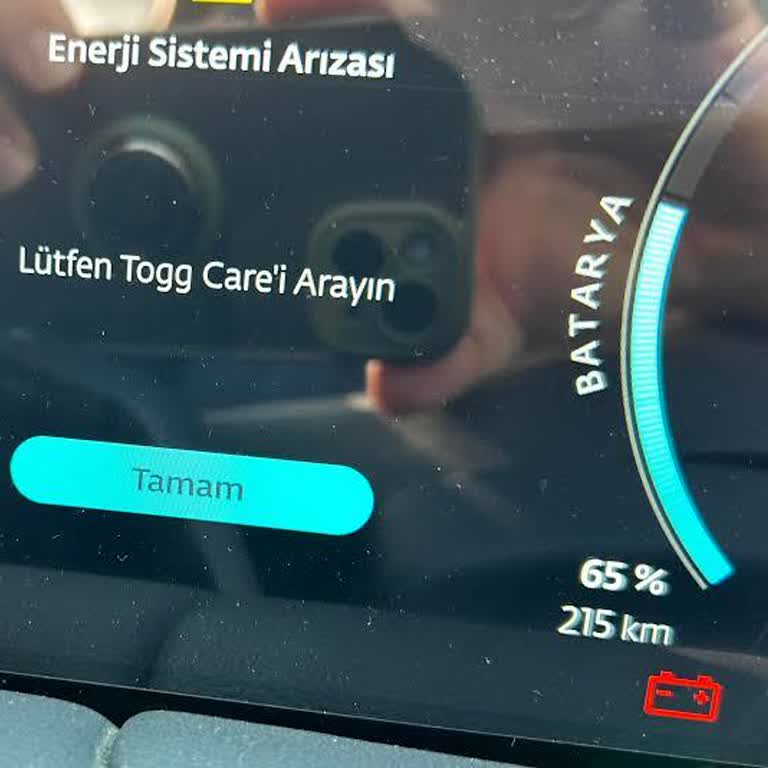 Enerji Sistemi Arızası
Lütfen Togg Care'i Arayın
Tamam
BATARYA
65 %
215 km